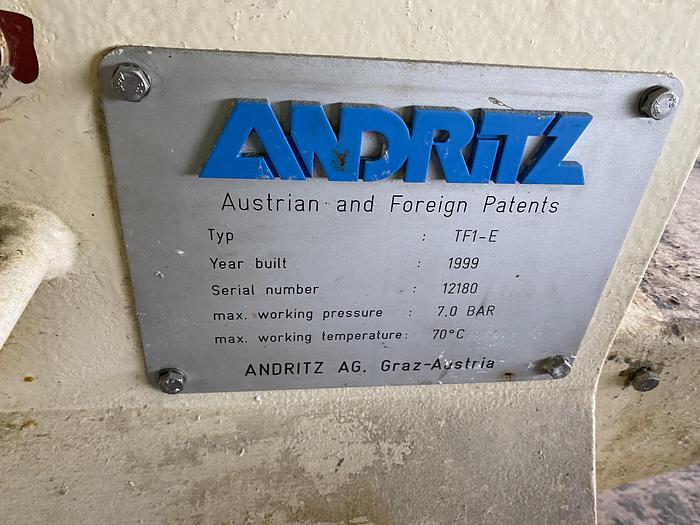 ANDRITZ
Austrian and Foreign Patents
Typ : TF1-E
Year built : 1999
Serial number : 12180
max. working pressure : 7.0 BAR
max. working temperature: 70°C
ANDRITZ AG, Graz-Austria